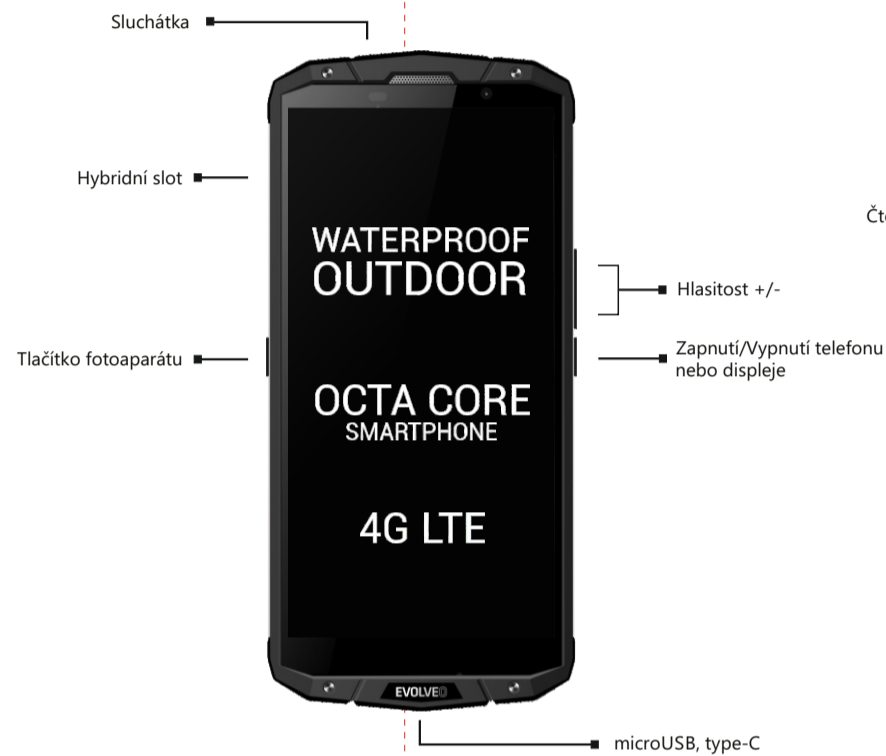 Sluchátka
Hybridní slot
WATERPROOF
OUTDOOR
Hlasitost +/-
Tlačítko fotoaparátu
Zapnutí/Vypnutí telefonu
nebo displeje
OCTA CORE
SMARTPHONE
4G LTE
EVOLVEO
microUSB, type-C